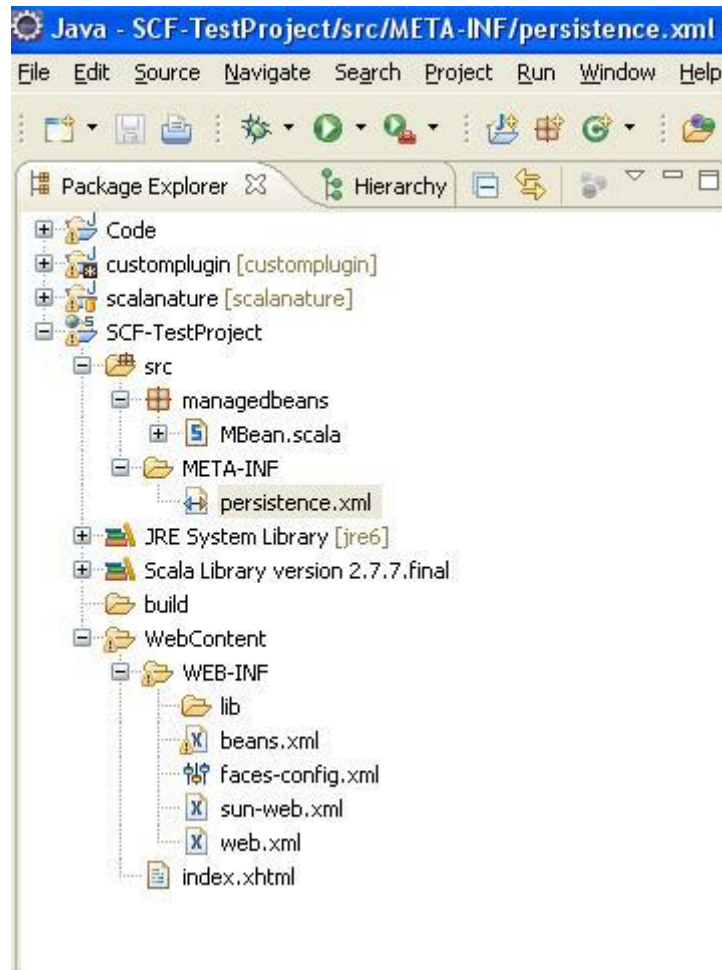 Java - SCF-TestProject/src/META-INF/persistence.xml
File Edit Source Navigate Search Project Run Window Help
Package Explorer Hierarchy
Code
customplugin [customplugin]
scalanature [scalanature]
SCF-TestProject
src
managedbeans
MBean.scala
META-INF
persistence.xml
JRE System Library [jre6]
Scala Library version 2.7.7.final
build
WebContent
WEB-INF
lib
beans.xml
faces-config.xml
sun-web.xml
web.xml
index.xhtml